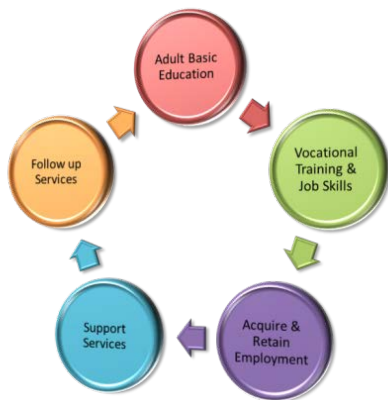 Adult Basic
Education
Vocational
Training &
Job Skills
Acquire &
Retain
Employment
Support
Services
Follow up
Services